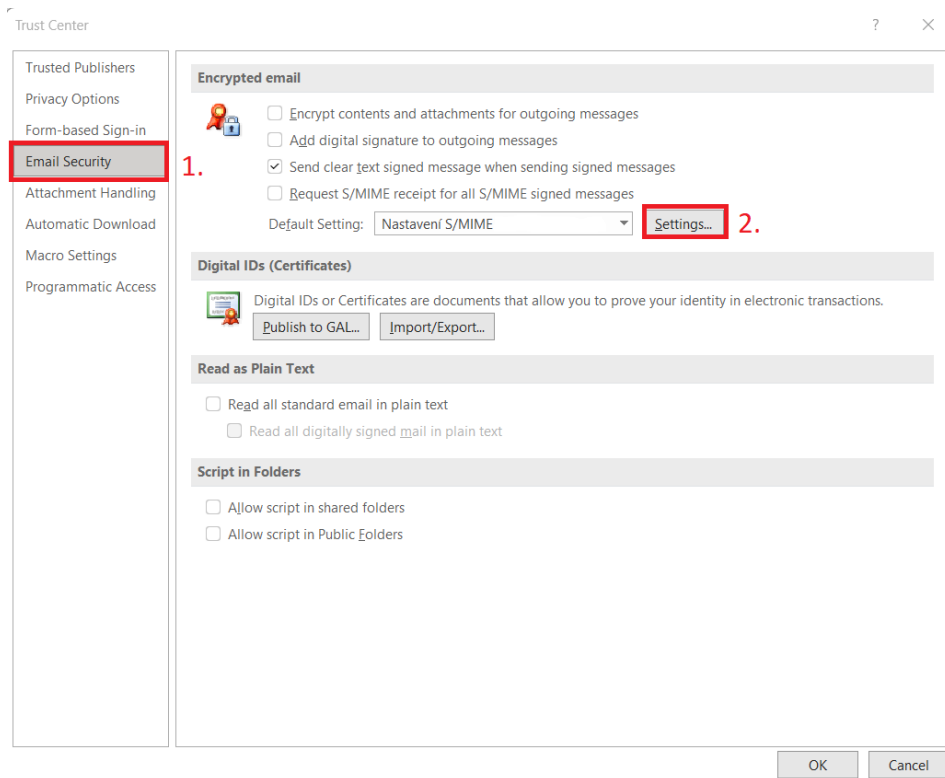 Trust Center
?
Trusted Publishers
Privacy Options
Form-based Sign-in
Email Security 1.
Attachment Handling
Automatic Download
Macro Settings
Programmatic Access
Encrypted email
Encrypt contents and attachments for outgoing messages
Add digital signature to outgoing messages
Send clear text signed message when sending signed messages
Request S/MIME receipt for all S/MIME signed messages
Default Setting: Nastavení S/MIME Settings... 2.
Digital IDs (Certificates)
Digital IDs or Certificates are documents that allow you to prove your identity in electronic transactions.
Publish to GAL... Import/Export...
Read as Plain Text
Read all standard email in plain text
Read all digitally signed mail in plain text
Script in Folders
Allow script in shared folders
Allow script in Public Folders
OK Cancel